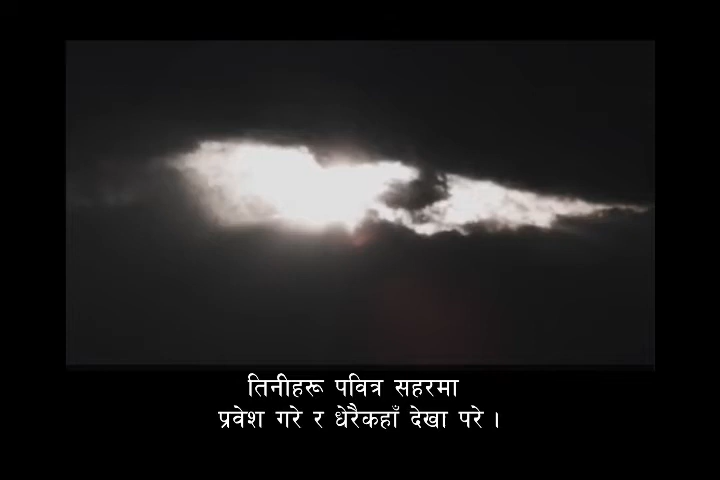 तिनीहरू पवित्र सहरमा
प्रवेश गरे र धेरैकहाँ देखा परे ।